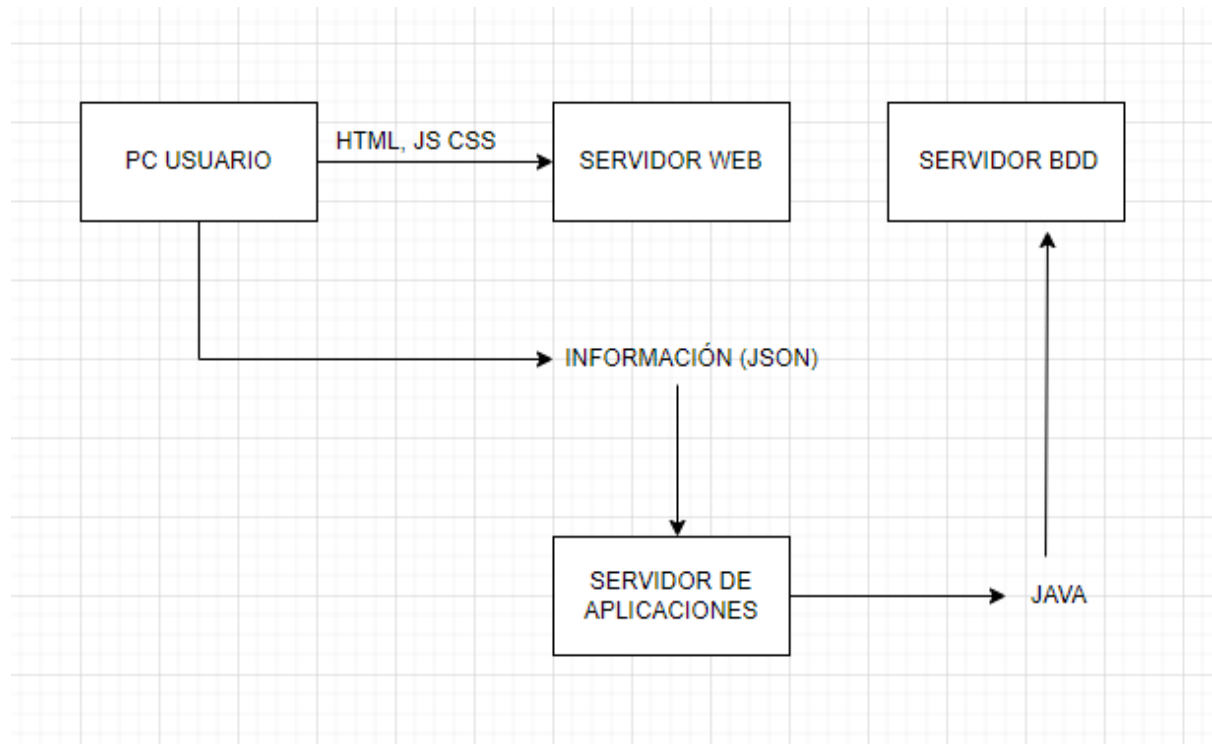 PC USUARIO
HTML, JS CSS
SERVIDOR WEB
SERVIDOR BDD
INFORMACIÓN (JSON)
SERVIDOR DE
APLICACIONES
JAVA